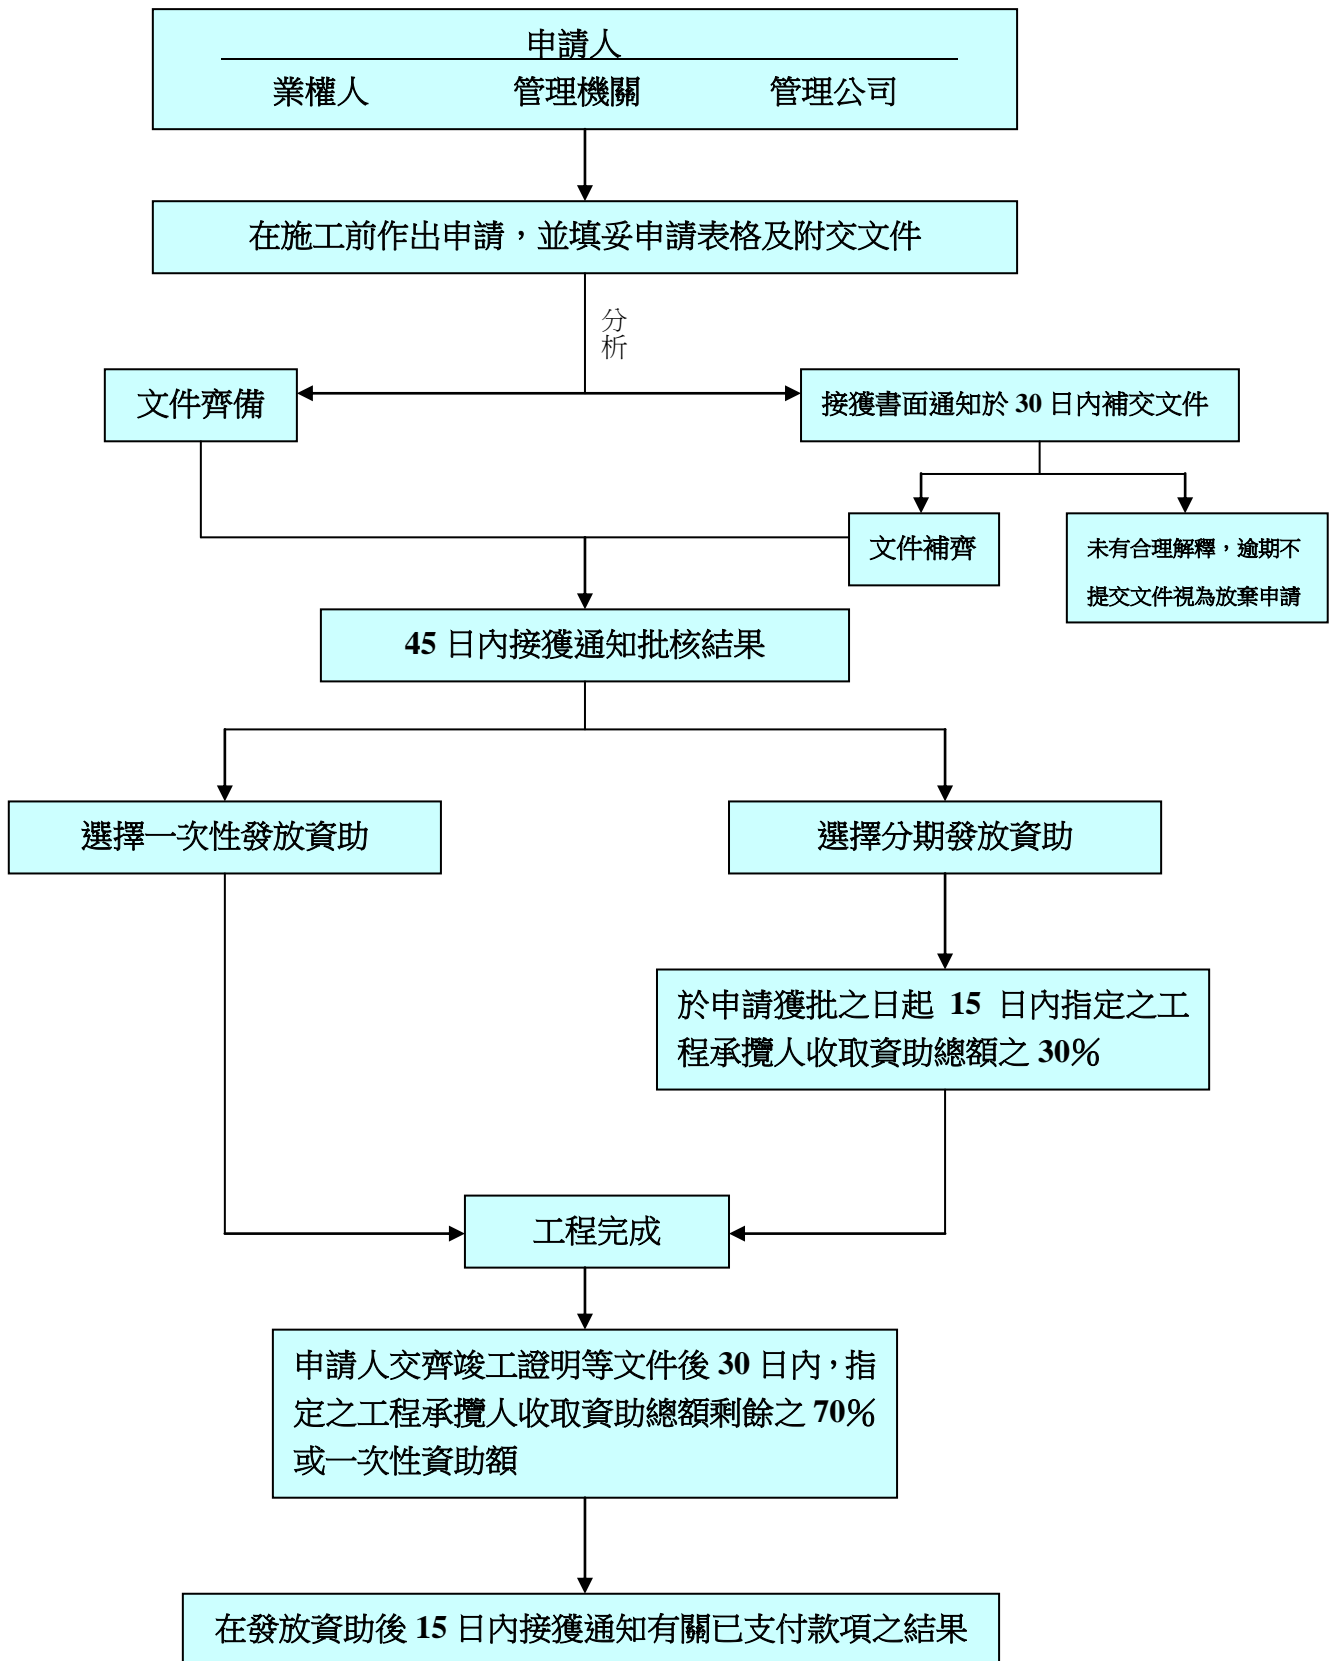 申請人
業權人 管理機關 管理公司
在施工前作出申請，並填妥申請表格及附交文件
分析
文件齊備
接獲書面通知於 30 日內補交文件
文件補齊
未有合理解釋，逾期不
提交文件視為放棄申請
45 日內接獲通知批核結果
選擇一次性發放資助
選擇分期發放資助
於申請獲批之日起 15 日內指定之工
程承攬人收取資助總額之 30％
工程完成
申請人交齊竣工證明等文件後 30 日內，指
定之工程承攬人收取資助總額剩餘之 70％
或一次性資助額
在發放資助後 15 日內接獲通知有關已支付款項之結果